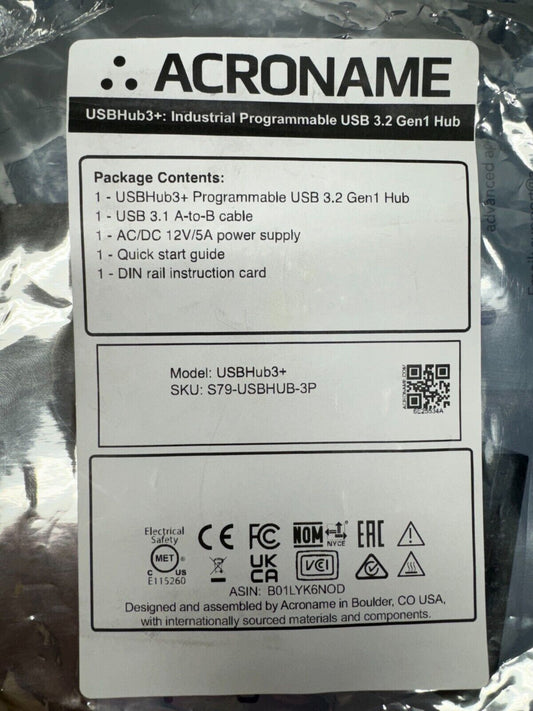 ACRONAME
USBHub3+: Industrial Programmable USB 3.2 Gen1 Hub
Package Contents:
1 - USBHub3+ Programmable USB 3.2 Gen1 Hub
1 - USB 3.1 A-to-B cable
1 - AC/DC 12V/5A power supply
1 - Quick start guide
1 - DIN rail instruction card
Model: USBHub3+
SKU: S79-USBHUB-3P
ACRONAME.COM
Electrical
Safety
MET
C US
E115260
CE FC NOM NYCE EAC
UK
CA
VCI
ASIN: B01LYK6NOD
Designed and assembled by Acroname in Boulder, CO USA,
with internationally sourced materials and components.
advanced